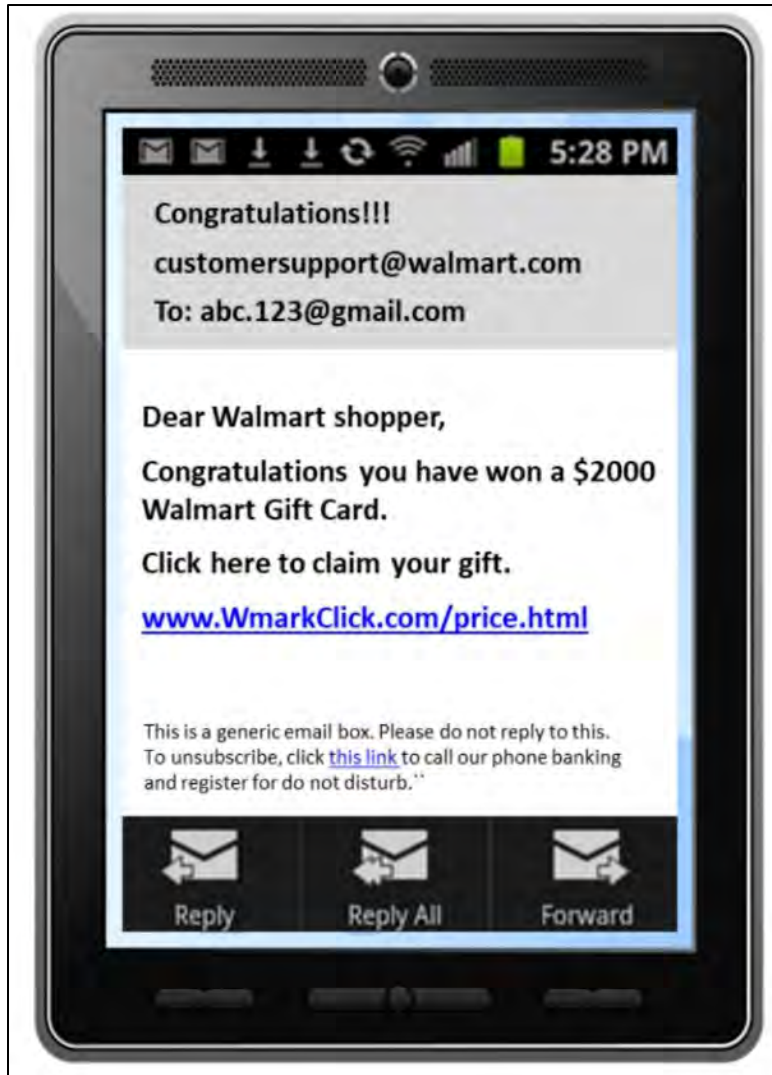 5:28 PM
Congratulations!!!
customersupport@walmart.com
To: abc.123@gmail.com
Dear Walmart shopper,
Congratulations you have won a $2000
Walmart Gift Card.
Click here to claim your gift.
www.WmarkClick.com/price.html
This is a generic email box. Please do not reply to this.
To unsubscribe, click this link to call our phone banking
and register for do not disturb.``
Reply Reply All Forward